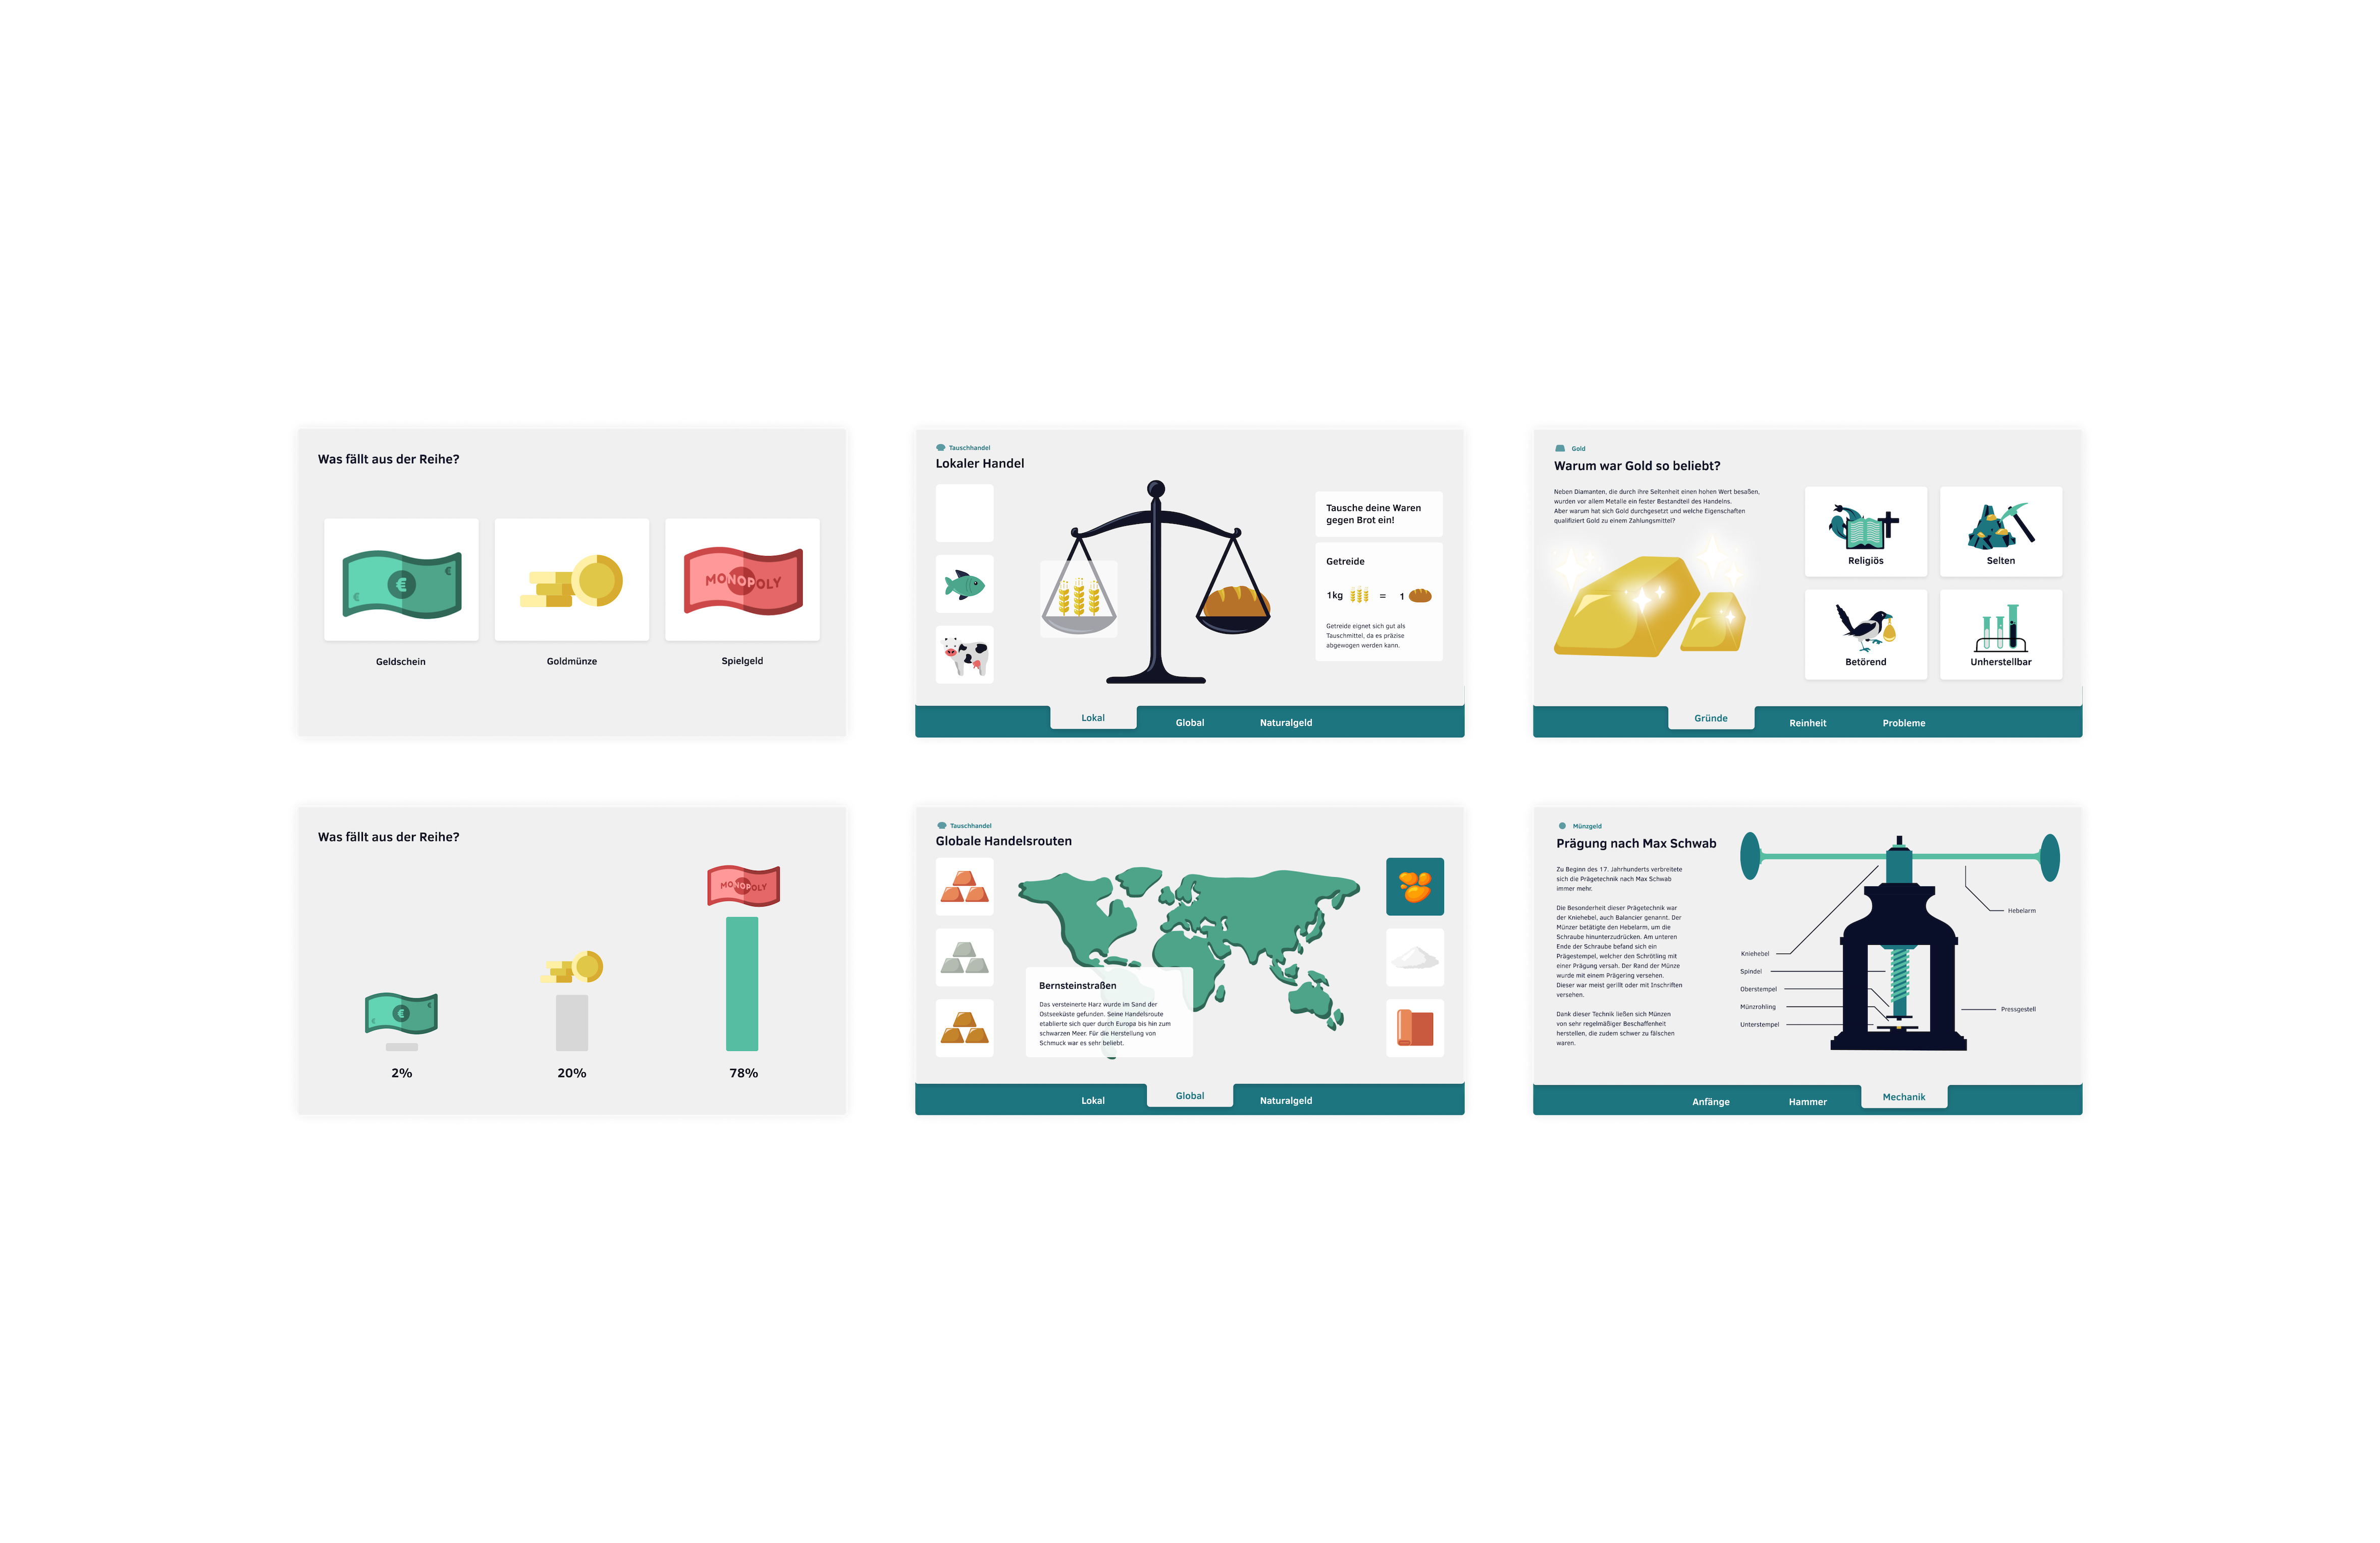 Was fällt aus der Reihe?
€
€
€
MONOPOLY
Geldschein
Goldmünze
Spielgeld
Tauschhandel
Lokaler Handel
Tausche deine Waren
gegen Brot ein!
Getreide
1kg = 1
Getreide eignet sich gut als
Tauschmittel, da es präzise
abgewogen werden kann.
Lokal
Global
Naturalgeld
Gold
Warum war Gold so beliebt?
Neben Diamanten, die durch ihre Seltenheit einen hohen Wert besaßen,
wurden vor allem Metalle ein fester Bestandteil des Handelns.
Aber warum hat sich Gold durchgesetzt und welche Eigenschaften
qualifiziert Gold zu einem Zahlungsmittel?
Religiös
Selten
Betörend
Unherstellbar
Gründe
Reinheit
Probleme
Was fällt aus der Reihe?
€
€
€
MONOPOLY
2%
20%
78%
Tauschhandel
Globale Handelsrouten
Bernsteinstraßen
Das versteinerte Harz wurde im Sand der
Ostseeküste gefunden. Seine Handelsroute
etablierte sich quer durch Europa bis hin zum
schwarzen Meer. Für die Herstellung von
Schmuck war es sehr beliebt.
Lokal
Global
Naturalgeld
Münzgeld
Prägung nach Max Schwab
Zu Beginn des 17. Jahrhunderts verbreitete
sich die Prägetechnik nach Max Schwab
immer mehr.
Die Besonderheit dieser Prägetechnik war
der Kniehebel, auch Balancier genannt. Der
Münzer betätigte den Hebelarm, um die
Schraube hinunterzudrücken. Am unteren
Ende der Schraube befand sich ein
Prägestempel, welcher den Schrötling mit
einer Prägung versah. Der Rand der Münze
wurde mit einem Prägering versehen.
Dieser war meist gerillt oder mit Inschriften
versehen.
Dank dieser Technik ließen sich Münzen
von sehr regelmäßiger Beschaffenheit
herstellen, die zudem schwer zu fälschen
waren.
Hebelarm
Kniehebel
Spindel
Oberstempel
Münzrohling
Unterstempel
Pressgestell
Anfänge
Hammer
Mechanik